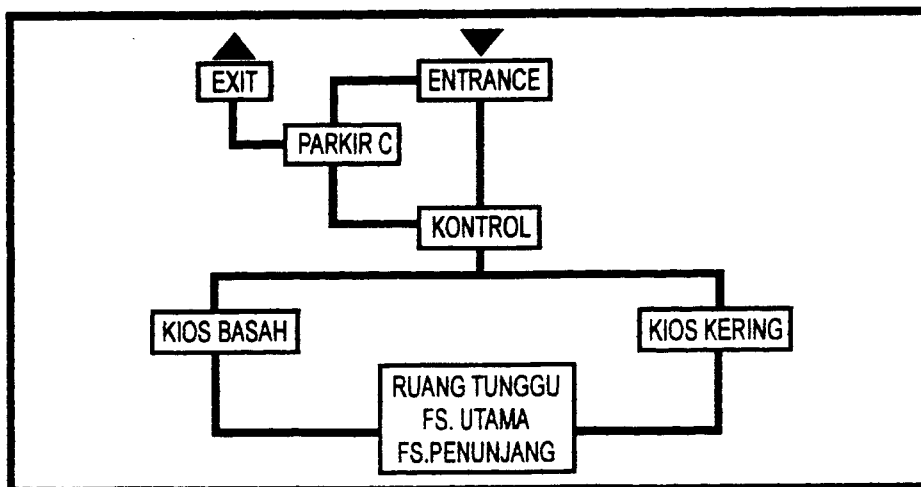 EXIT
ENTRANCE
PARKIR C
KONTROL
KIOS BASAH
KIOS KERING
RUANG TUNGGU
FS. UTAMA
FS.PENUNJANG